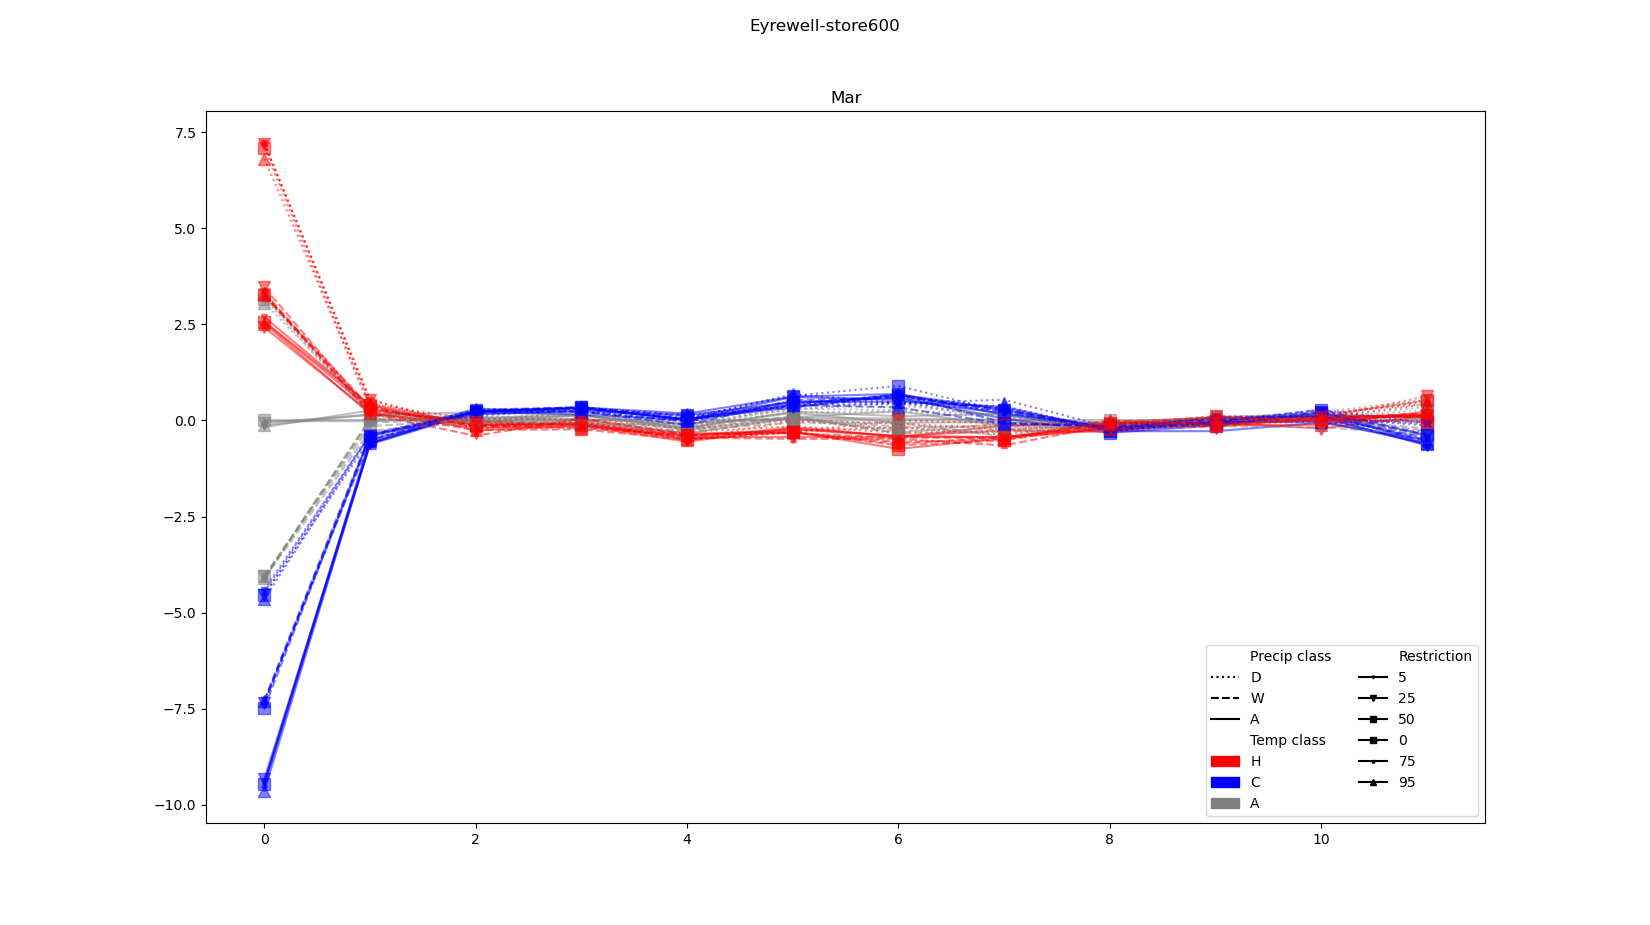 Eyrewell-store600
Mar
7.5
5.0
2.5
0.0
−2.5
−5.0
−7.5
−10.0
0 2 4 6 8 10
Precip class
D
W
A
Temp class
H
C
A
Restriction
5
25
50
0
75
95